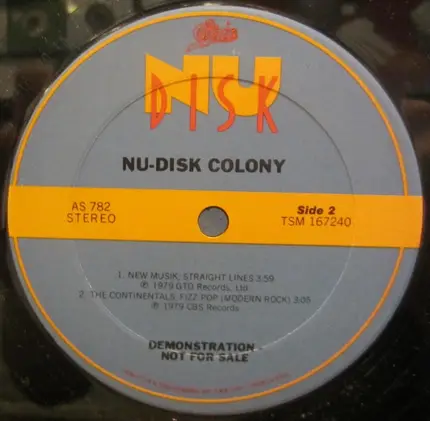 Epic
NU
DISK
NU-DISK COLONY
AS 782
STEREO
Side 2
TSM 167240
1. NEW MUSIK: STRAIGHT LINES 3:59
℗ 1979 GTO Records, Ltd.
2. THE CONTINENTALS: FIZZ POP (MODERN ROCK) 3:05
℗ 1979 CBS Records
DEMONSTRATION
NOT FOR SALE